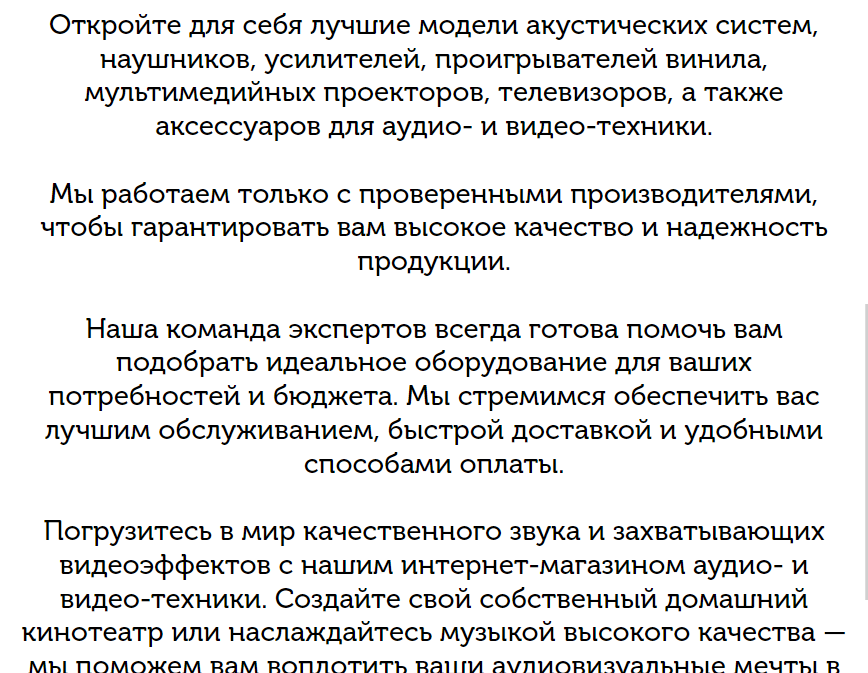 Откройте для себя лучшие модели акустических систем,
наушников, усилителей, проигрывателей винила,
мультимедийных проекторов, телевизоров, а также
аксессуаров для аудио- и видео-техники.
Мы работаем только с проверенными производителями,
чтобы гарантировать вам высокое качество и надежность
продукции.
Наша команда экспертов всегда готова помочь вам
подобрать идеальное оборудование для ваших
потребностей и бюджета. Мы стремимся обеспечить вас
лучшим обслуживанием, быстрой доставкой и удобными
способами оплаты.
Погрузитесь в мир качественного звука и захватывающих
видеоэффектов с нашим интернет-магазином аудио- и
видео-техники. Создайте свой собственный домашний
кинотеатр или наслаждайтесь музыкой высокого качества —
мы поможем вам воплотить ваши аудиовизуальные мечты в